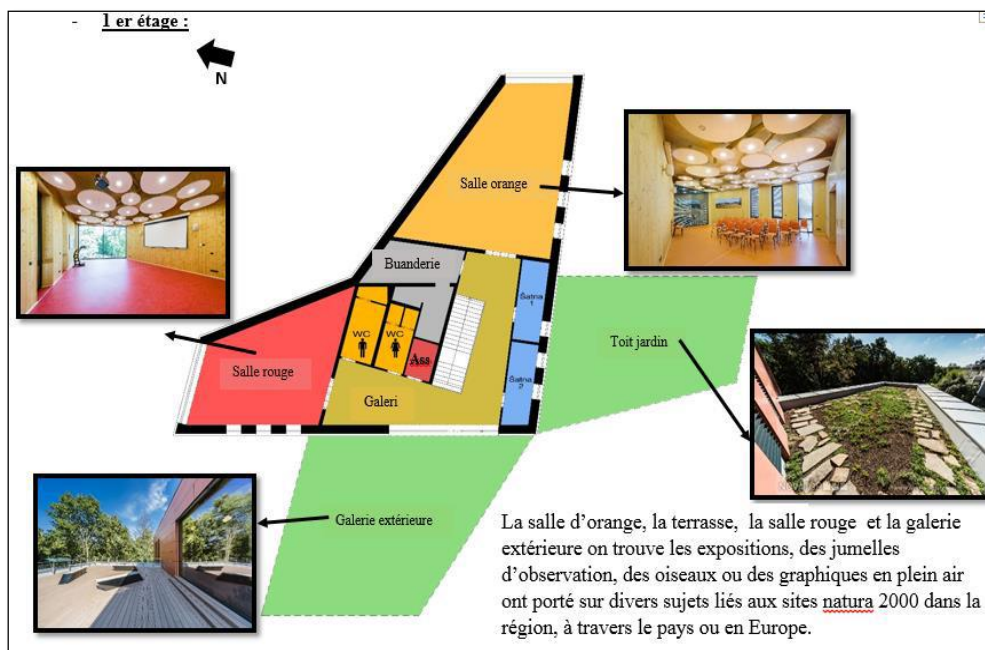 - 1 er étage :
N
Salle orange
Buanderie
Šatna
1
WC
WC
Ass
Toit jardin
Salle rouge
Galeri
Šatna
2
Galerie extérieure
La salle d’orange, la terrasse, la salle rouge et la galerie
extérieure on trouve les expositions, des jumelles
d’observation, des oiseaux ou des graphiques en plein air
ont porté sur divers sujets liés aux sites natura 2000 dans la
région, à travers le pays ou en Europe.